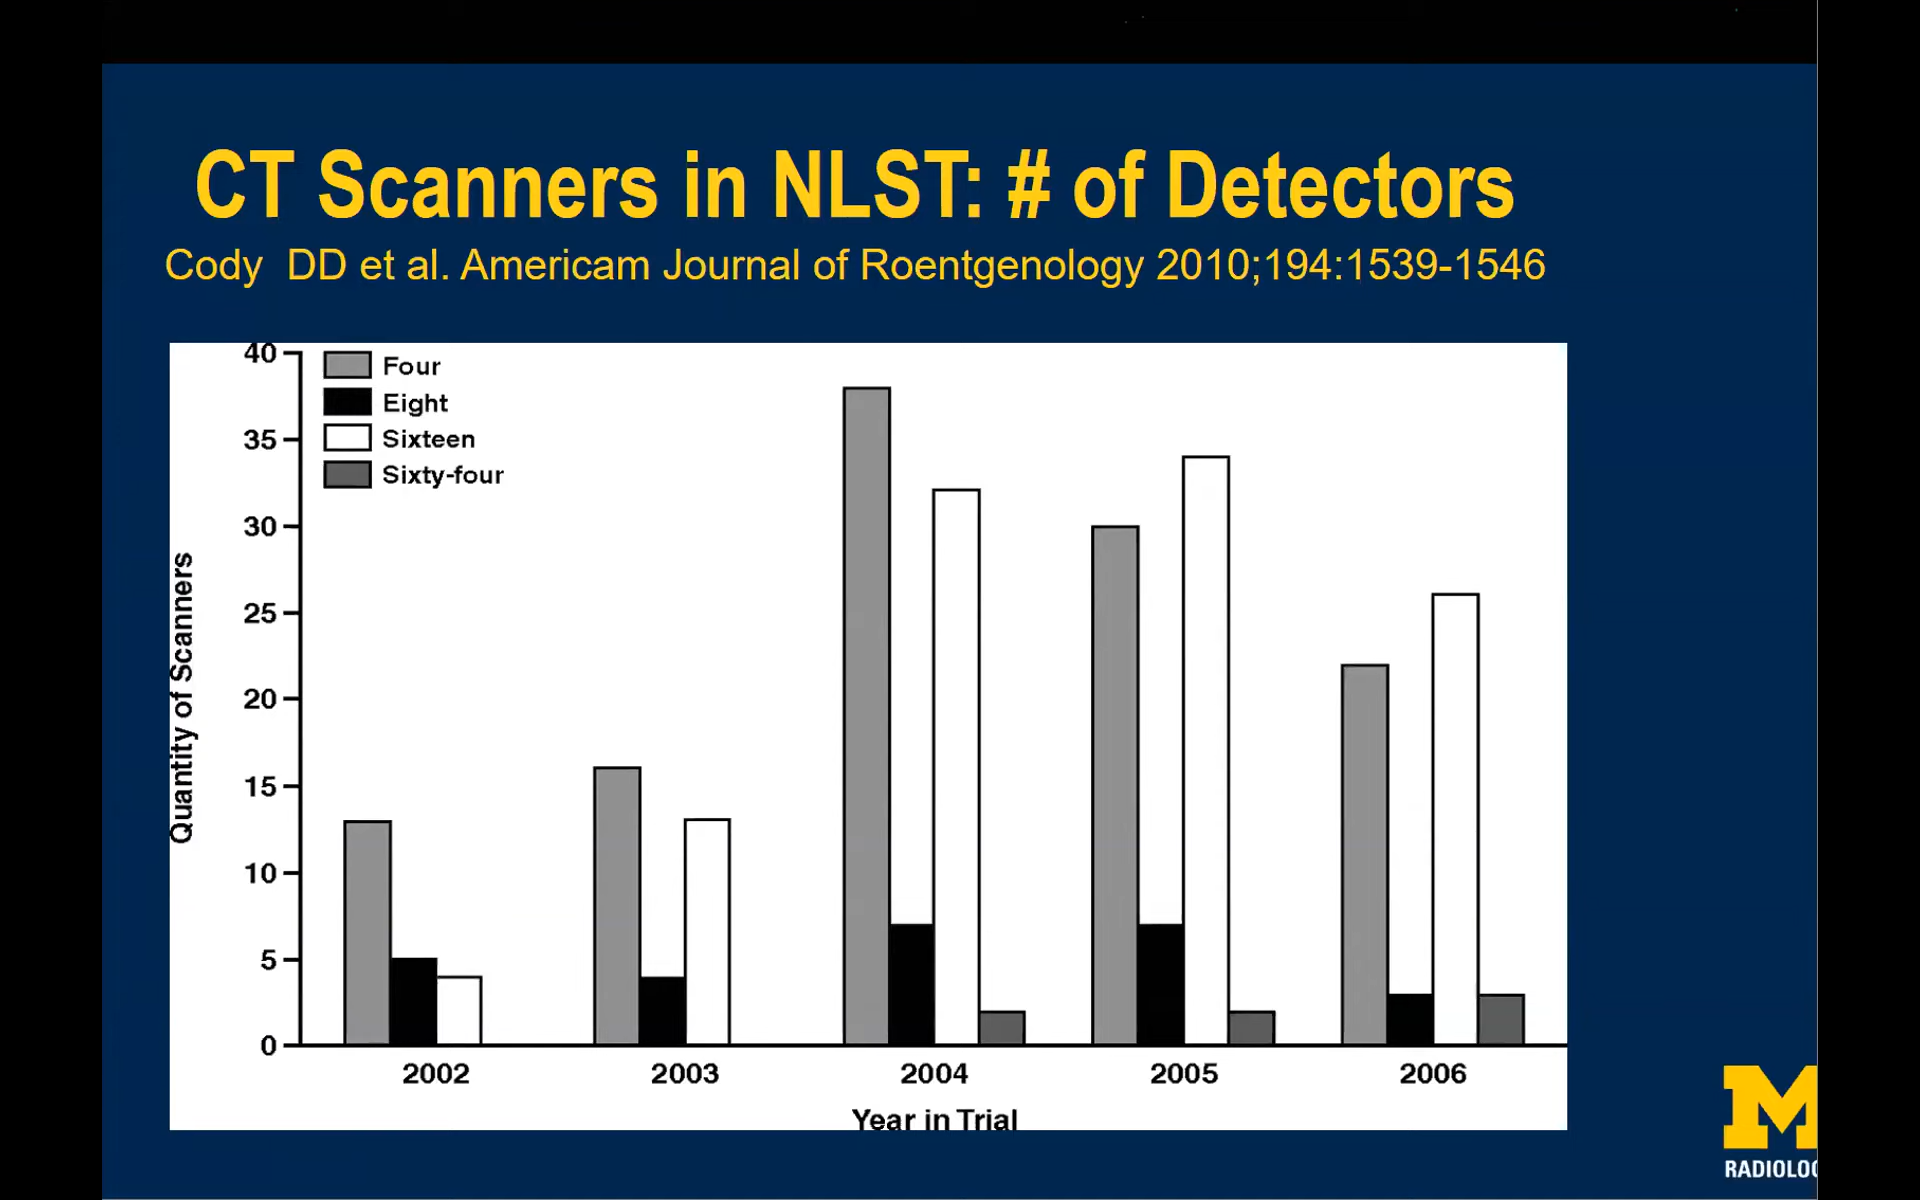 CT Scanners in NLST: # of Detectors
Cody DD et al. Americam Journal of Roentgenology 2010;194:1539-1546
40
Four
Eight
35
Sixteen
Sixty-four
30
25
20
15
10
5
0
Quantity of Scanners
2002 2003 2004 2005 2006
Year in Trial
M
RADIOLO